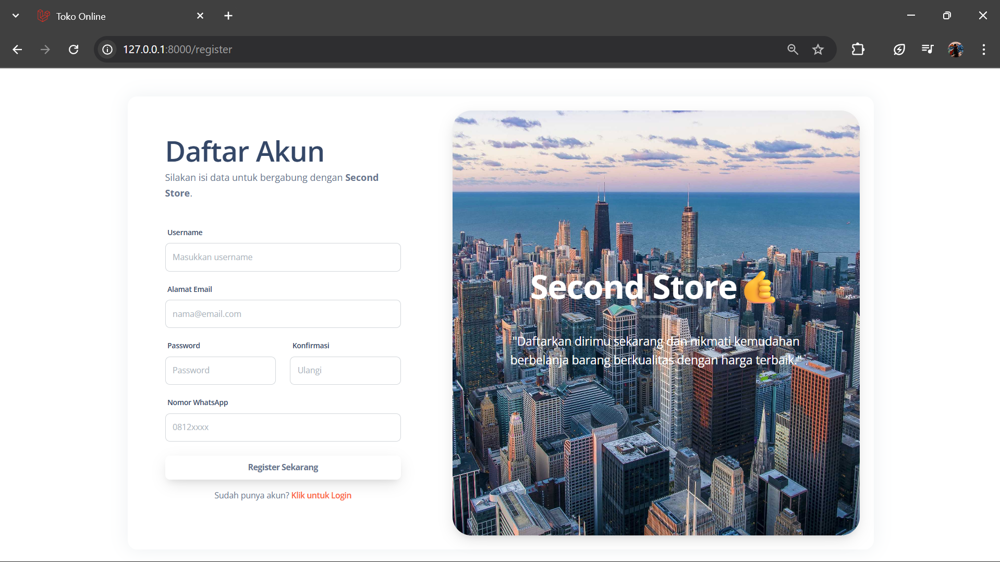 Toko Online
127.0.0.1:8000/register
Daftar Akun
Silakan isi data untuk bergabung dengan Second
Store.
Username
Masukkan username
Alamat Email
nama@email.com
Password
Konfirmasi
Password
Ulangi
Nomor WhatsApp
0812xxxx
Register Sekarang
Sudah punya akun? Klik untuk Login
Second Store🤙
"Daftarkan dirimu sekarang dan nikmati kemudahan
berbelanja barang berkualitas dengan harga terbaik."